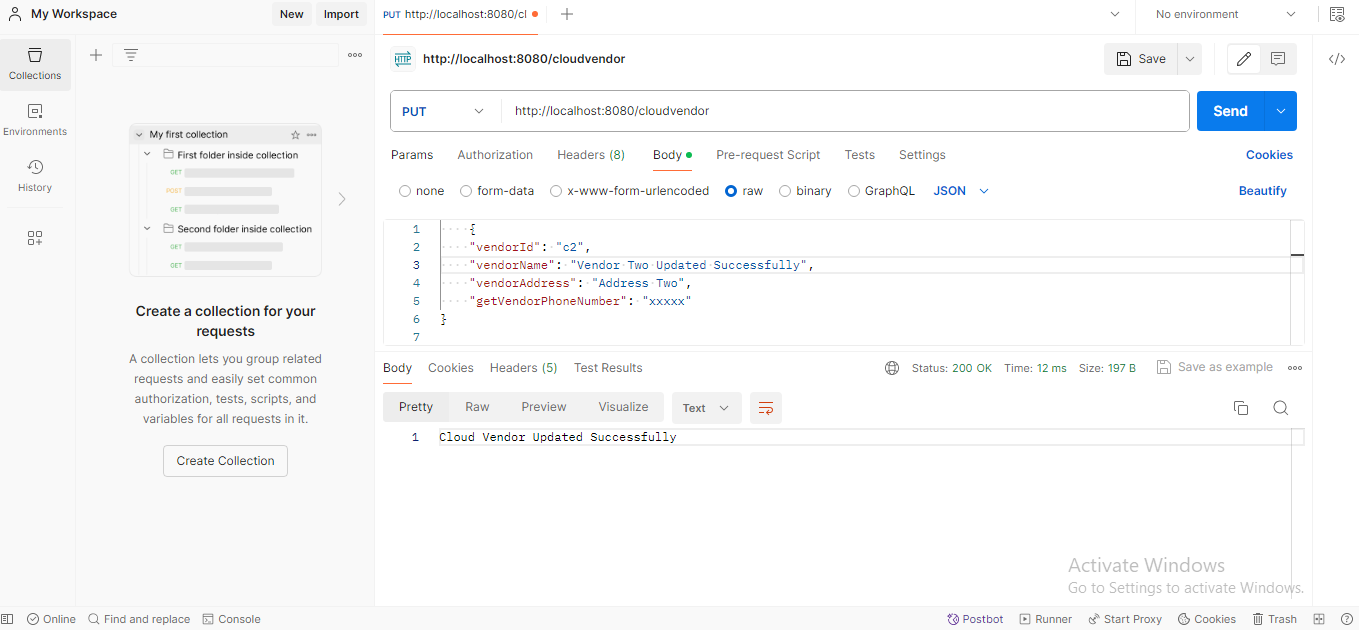 My Workspace New Import PUT http://localhost:8080/cl No environment
Collections
Environments
History
My first collection
First folder inside collection
GET
POST
GET
Second folder inside collection
GET
GET
Create a collection for your
requests
A collection lets you group related
requests and easily set common
authorization, tests, scripts, and
variables for all requests in it.
Create Collection
HTTP http://localhost:8080/cloudvendor Save </>
PUT http://localhost:8080/cloudvendor Send
Params Authorization Headers (8) Body Pre-request Script Tests Settings Cookies
none form-data x-www-form-urlencoded raw binary GraphQL JSON Beautify
1 {
2 "vendorId": "c2",
3 "vendorName": "Vendor Two Updated Successfully",
4 "vendorAddress": "Address Two",
5 "getVendorPhoneNumber": "xxxxx"
6 }
7
Body Cookies Headers (5) Test Results Status: 200 OK Time: 12 ms Size: 197 B Save as example
Pretty Raw Preview Visualize Text
1 Cloud Vendor Updated Successfully
Activate Windows
Go to Settings to activate Windows.
Online Find and replace Console Postbot Runner Start Proxy Cookies Trash